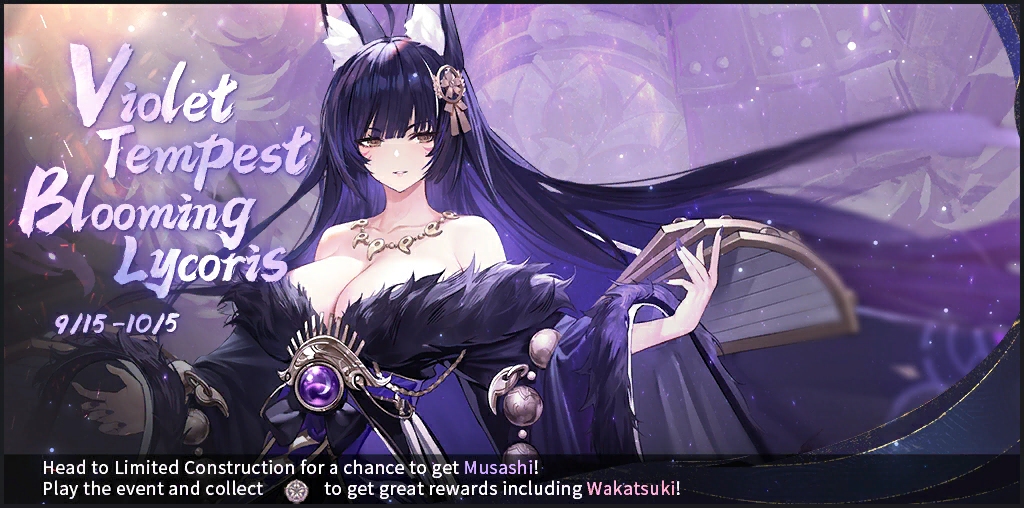 Violet
Tempest
Blooming
Lycoris
9/15-10/5
Head to Limited Construction for a chance to get Musashi!
Play the event and collect to get great rewards including Wakatsuki!